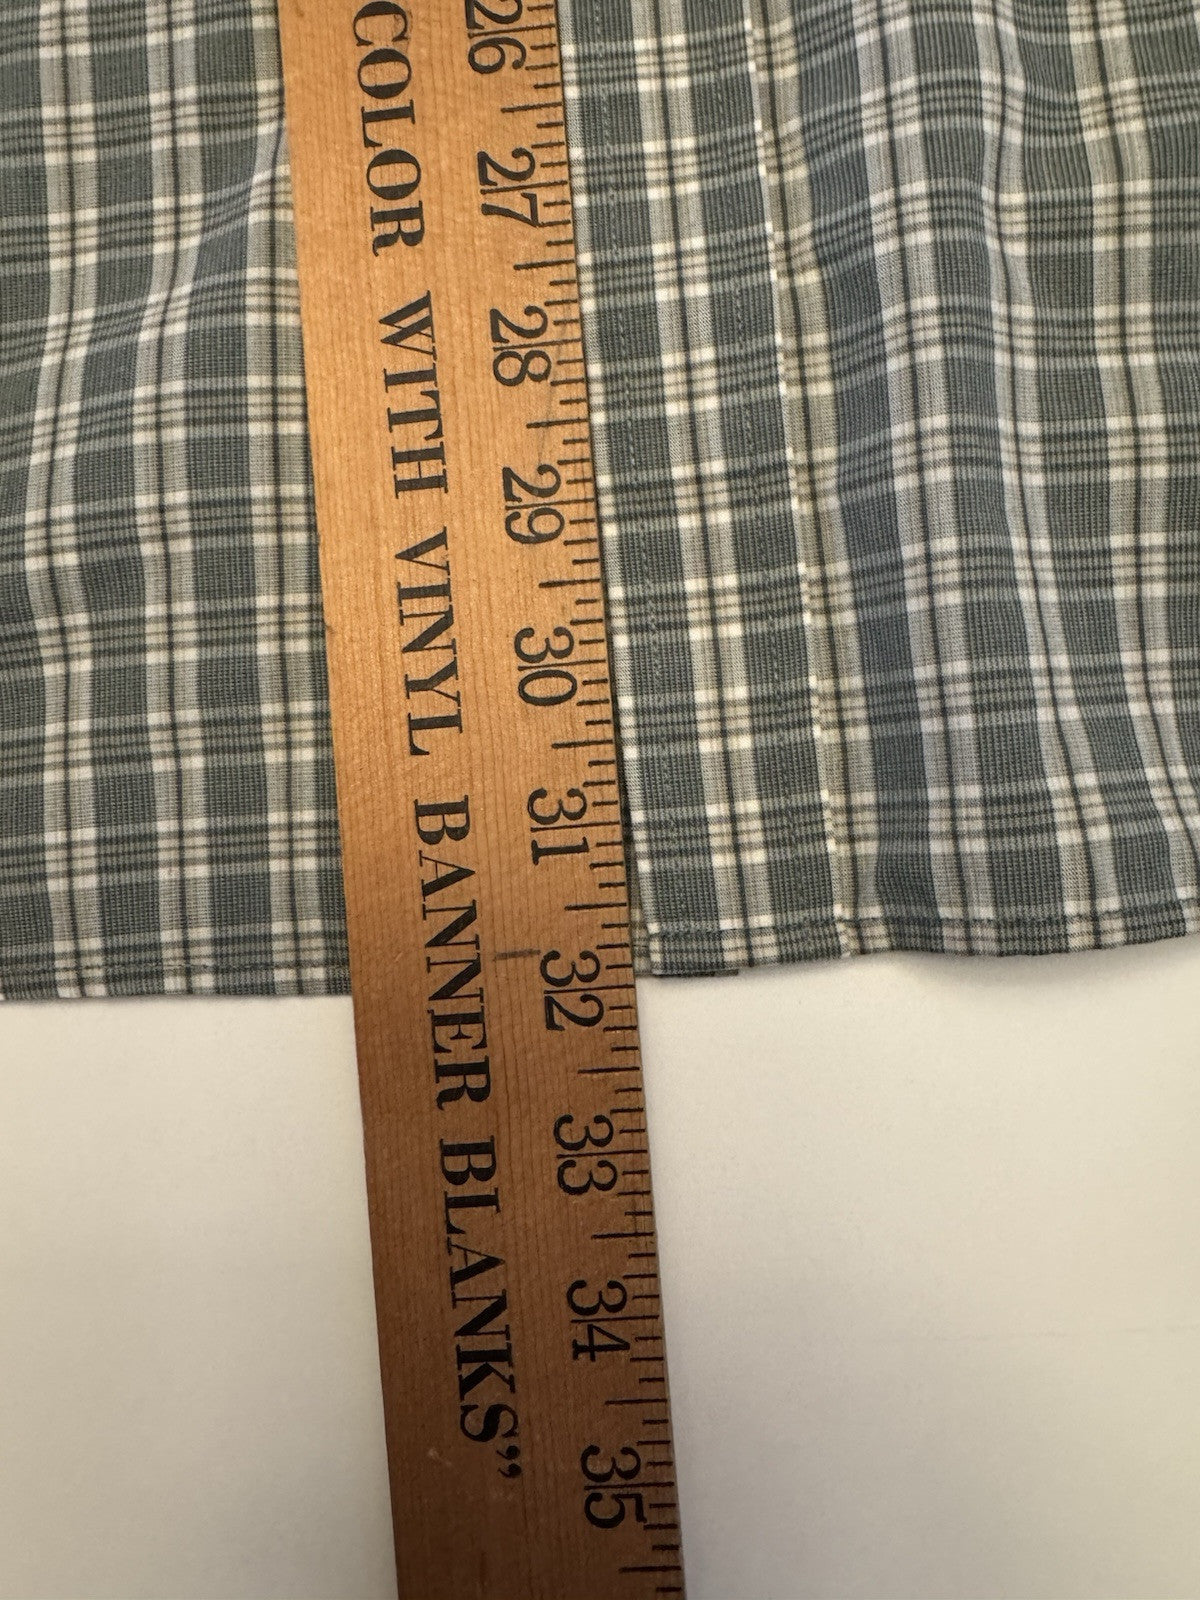 COLOR WITH VINYL BANNER BLANKS”
26 27 28 29 30 31 32 33 34 35